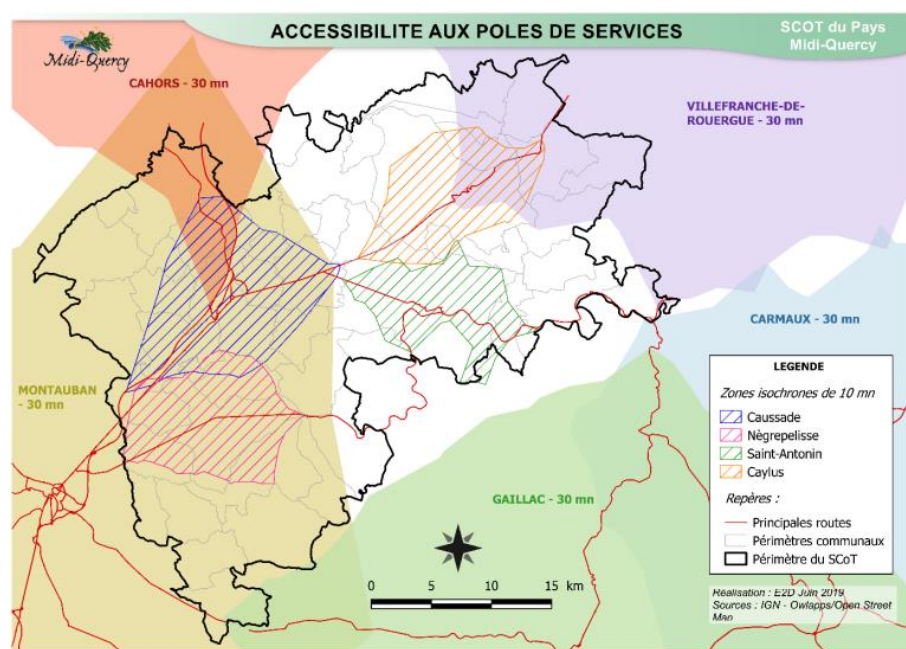 ACCESSIBILITE AUX POLES DE SERVICES
SCOT du Pays
Midi-Quercy
Midi-Quercy
CAHORS - 30 mn
VILLEFRANCHE-DE-
ROUERGUE - 30 mn
CARMAUX - 30 mn
MONTAUBAN
- 30 mn
GAILLAC - 30 mn
LEGENDE
Zones isochrones de 10 mn
Caussade
Nègrepelisse
Saint-Antonin
Caylus
Repères :
Principales routes
Périmètres communaux
Périmètre du SCoT
0 5 10 15 km
Réalisation : E2D Juin 2019
Sources : IGN - Owlapps/Open Street
Map